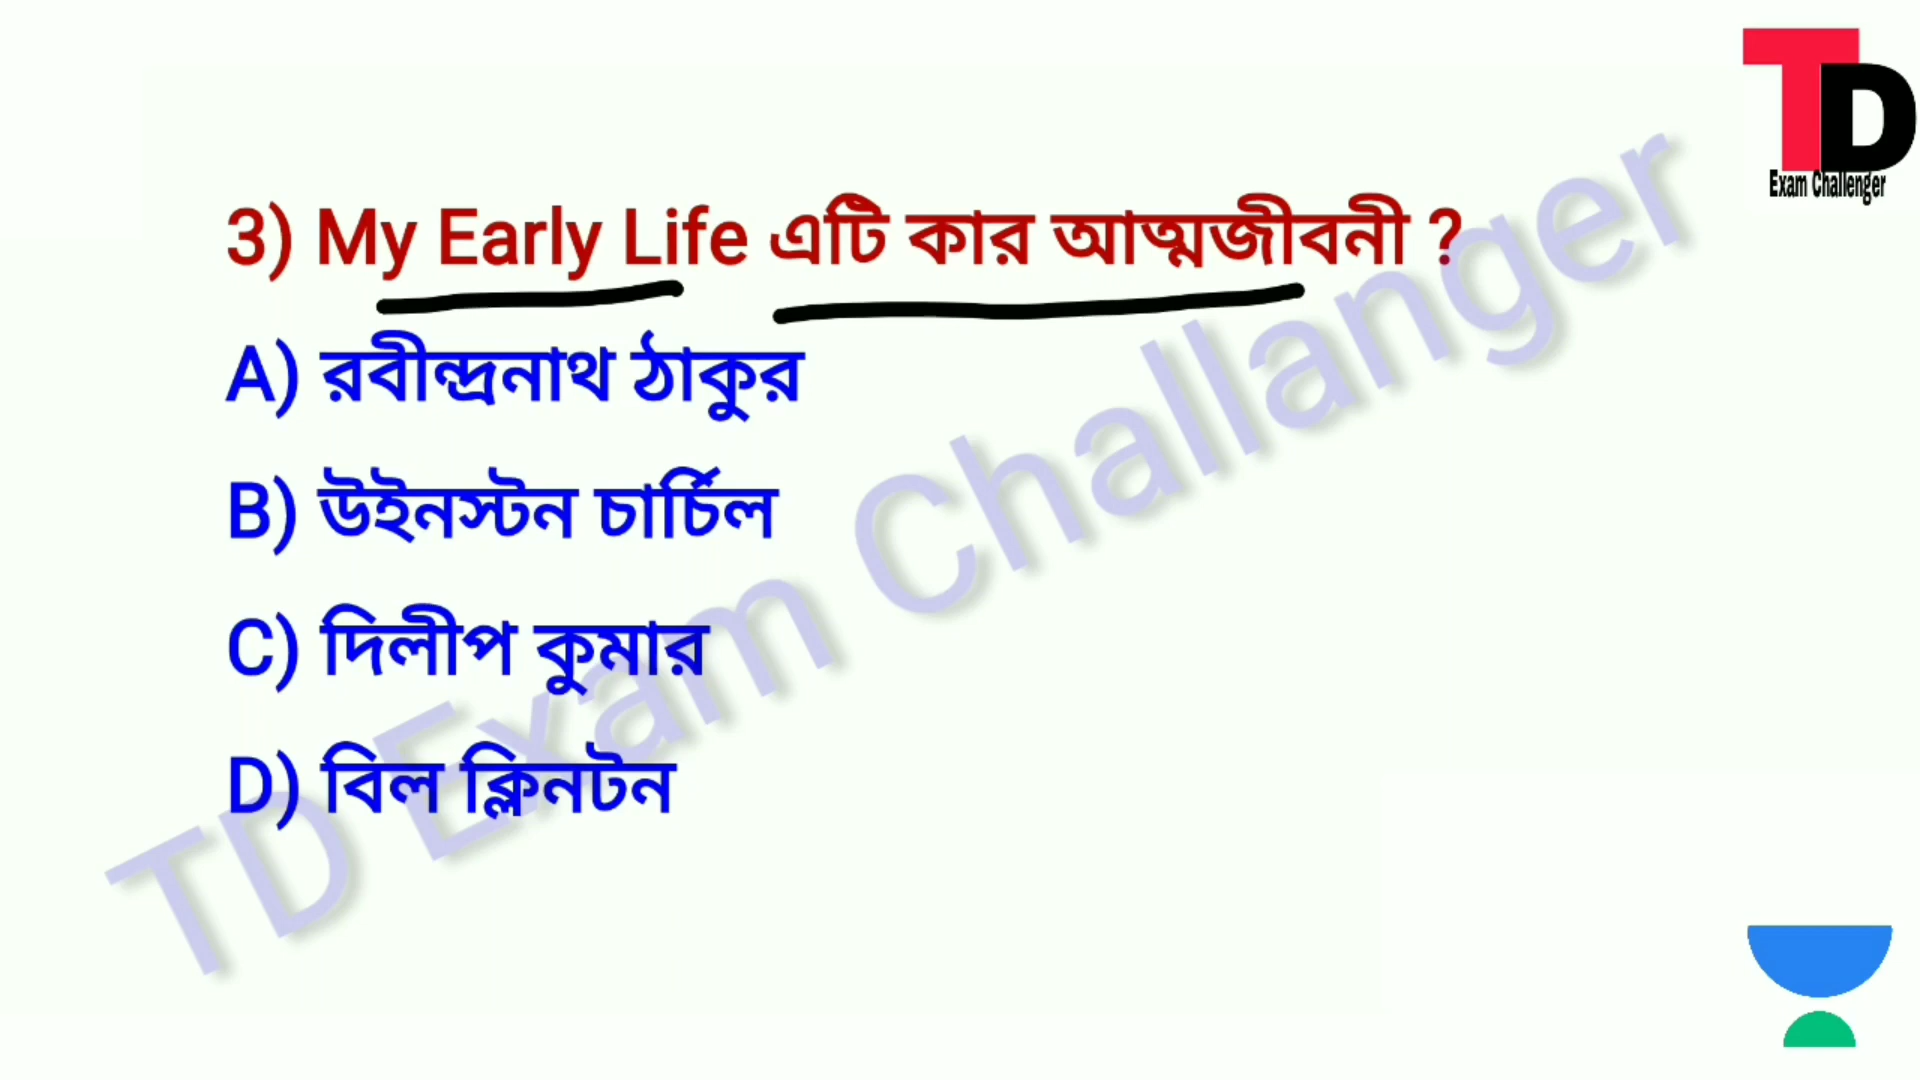 TD
Exam Challenger
3) My Early Life এটি কার আত্মজীবনী ?
A) রবীন্দ্রনাথ ঠাকুর
B) উইনস্টন চার্চিল
C) দিলীপ কুমার
D) বিল ক্লিনটন
TD Exam Challanger